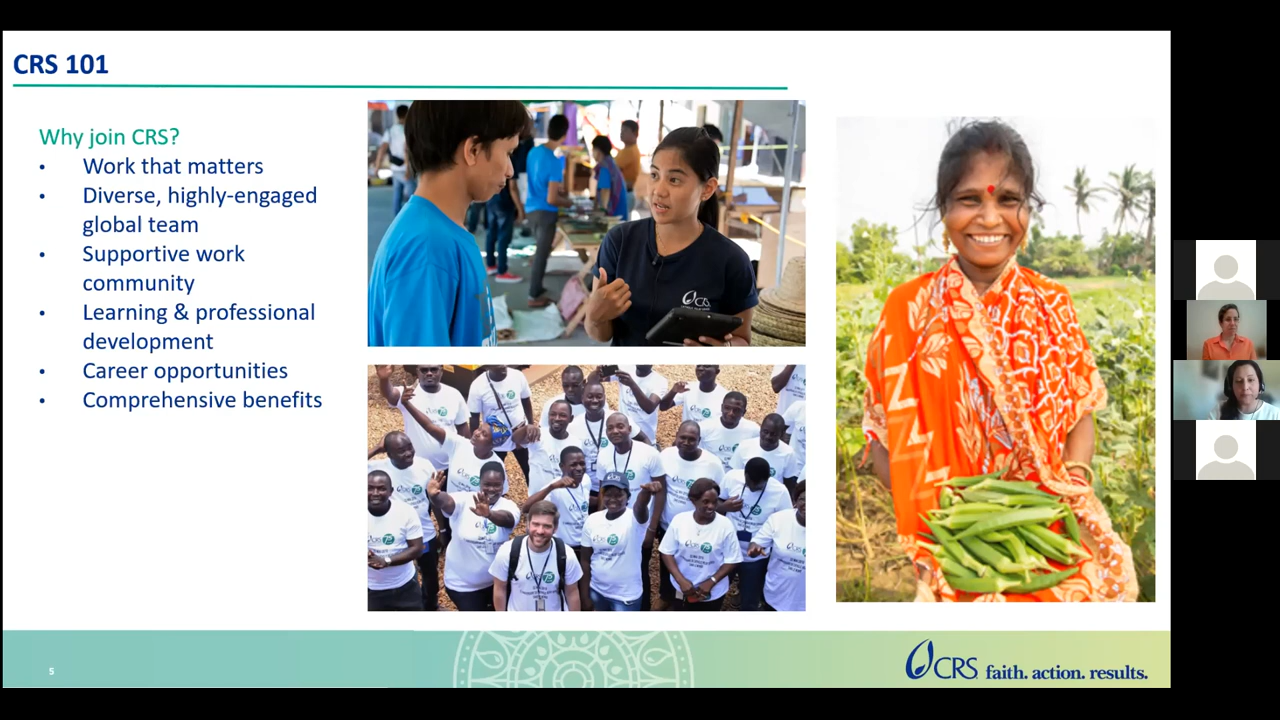 CRS 101
Why join CRS?
• Work that matters
• Diverse, highly-engaged
global team
• Supportive work
community
• Learning & professional
development
• Career opportunities
• Comprehensive benefits
5
CRS faith. action. results.